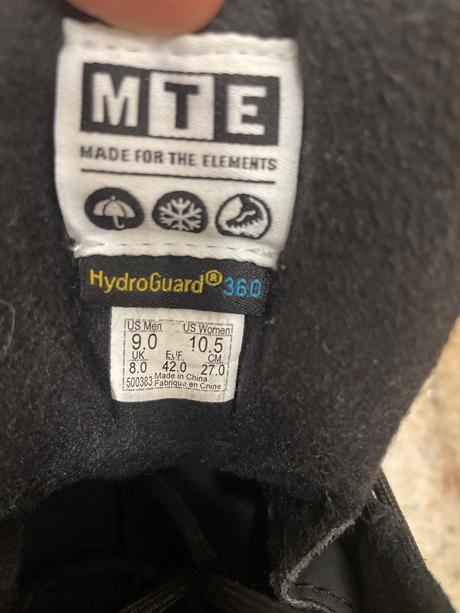 MTE
MADE FOR THE ELEMENTS
HydroGuard® 360
US Men US Women
9.0 10.5
UK EUR CM
8.0 42.0 27.0
500383 Made in China
Fabriqué en Chine